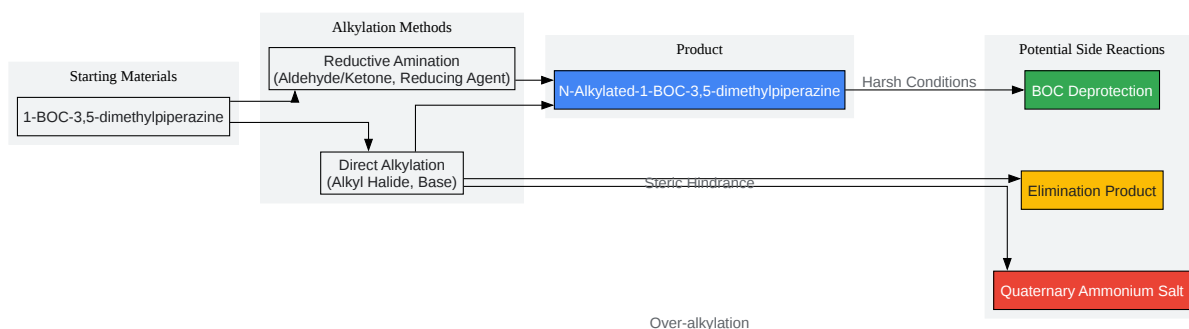 Starting Materials
1-BOC-3,5-dimethylpiperazine
Alkylation Methods
Reductive Amination
(Aldehyde/Ketone, Reducing Agent)
Direct Alkylation
(Alkyl Halide, Base)
Product
N-Alkylated-1-BOC-3,5-dimethylpiperazine
Harsh Conditions
Steric Hindrance
Over-alkylation
Potential Side Reactions
BOC Deprotection
Elimination Product
Quaternary Ammonium Salt